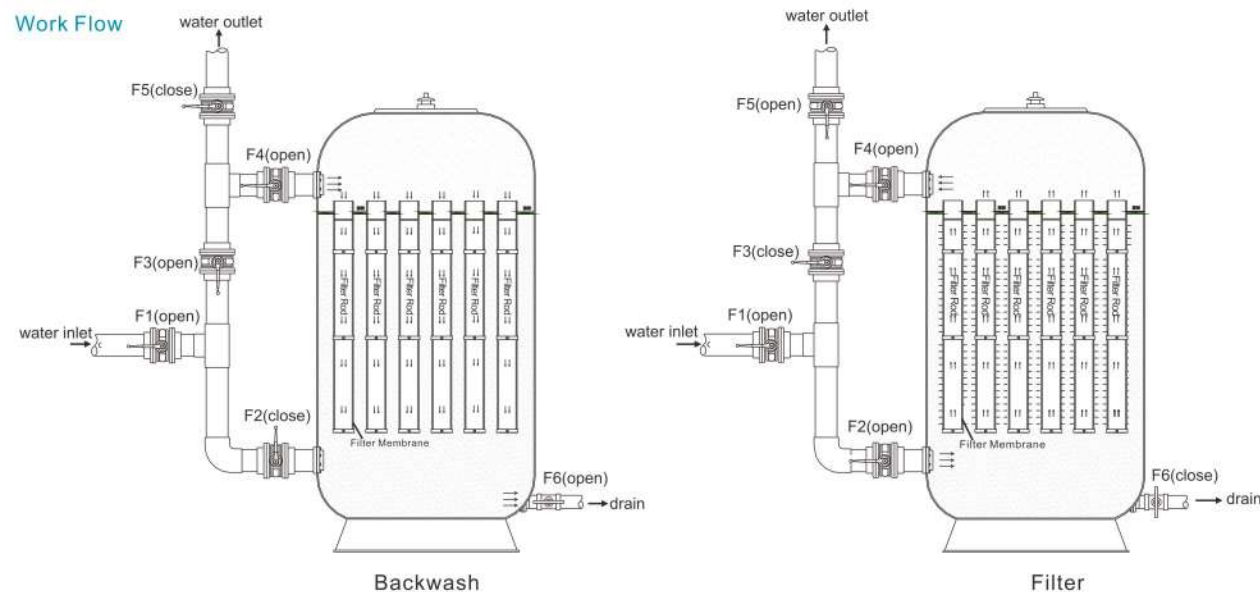 Work Flow
water outlet
F5(close)
F4(open)
F3(open)
F1(open)
water inlet
Filter Rod
Filter Rod
Filter Rod
Filter Rod
Filter Rod
Filter Rod
F2(close)
Filter Membrane
F6(open)
drain
Backwash
water outlet
F5(open)
F4(open)
F3(close)
F1(open)
water inlet
Filter Rod
Filter Rod
Filter Rod
Filter Rod
Filter Rod
Filter Rod
F2(open)
Filter Membrane
F6(close)
drain
Filter